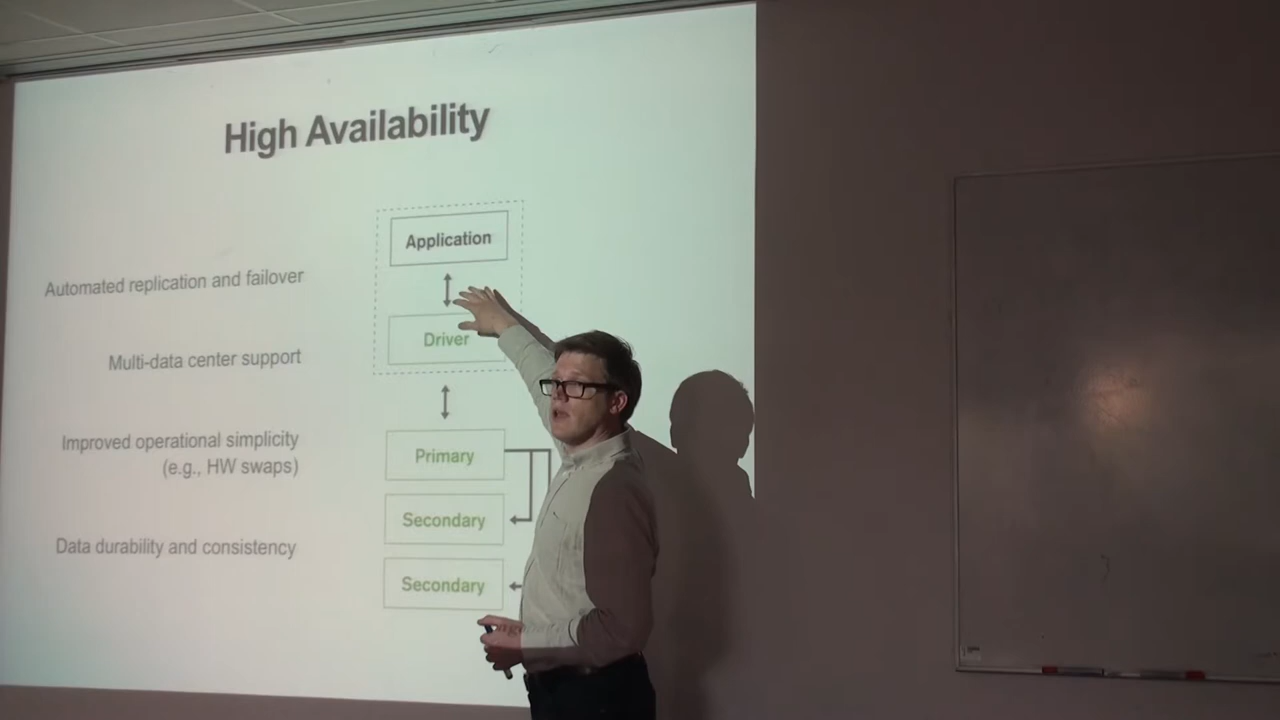 High Availability
Automated replication and failover
Multi-data center support
Improved operational simplicity
(e.g., HW swaps)
Data durability and consistency
Application
Driver
Primary
Secondary
Secondary